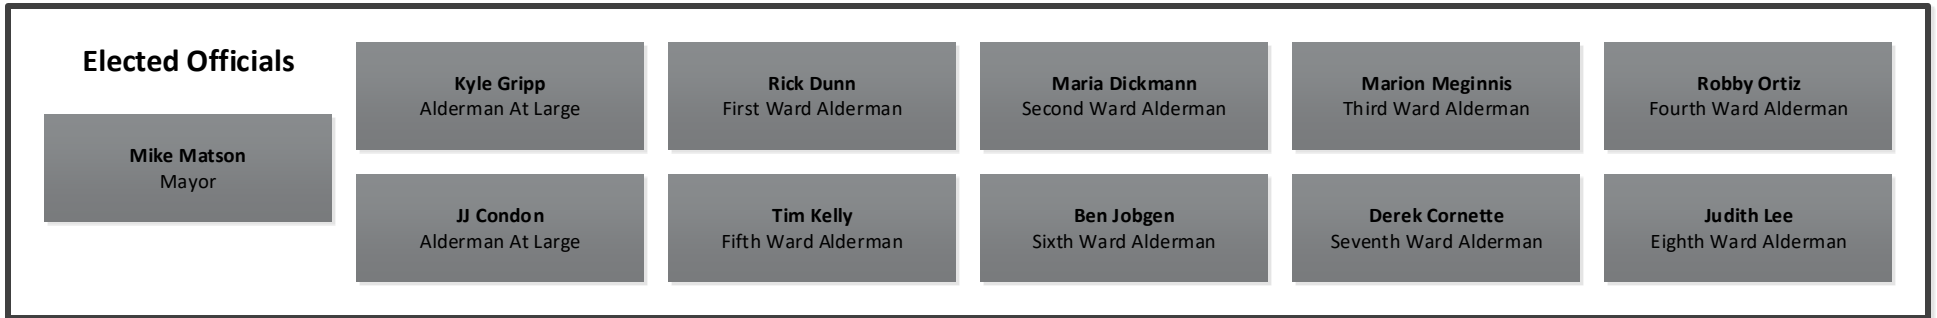 Elected Officials
Mike Matson
Mayor
Kyle Gripp
Alderman At Large
Rick Dunn
First Ward Alderman
Maria Dickmann
Second Ward Alderman
Marion Meginnis
Third Ward Alderman
Robby Ortiz
Fourth Ward Alderman
JJ Condon
Alderman At Large
Tim Kelly
Fifth Ward Alderman
Ben Jobgen
Sixth Ward Alderman
Derek Cornette
Seventh Ward Alderman
Judith Lee
Eighth Ward Alderman